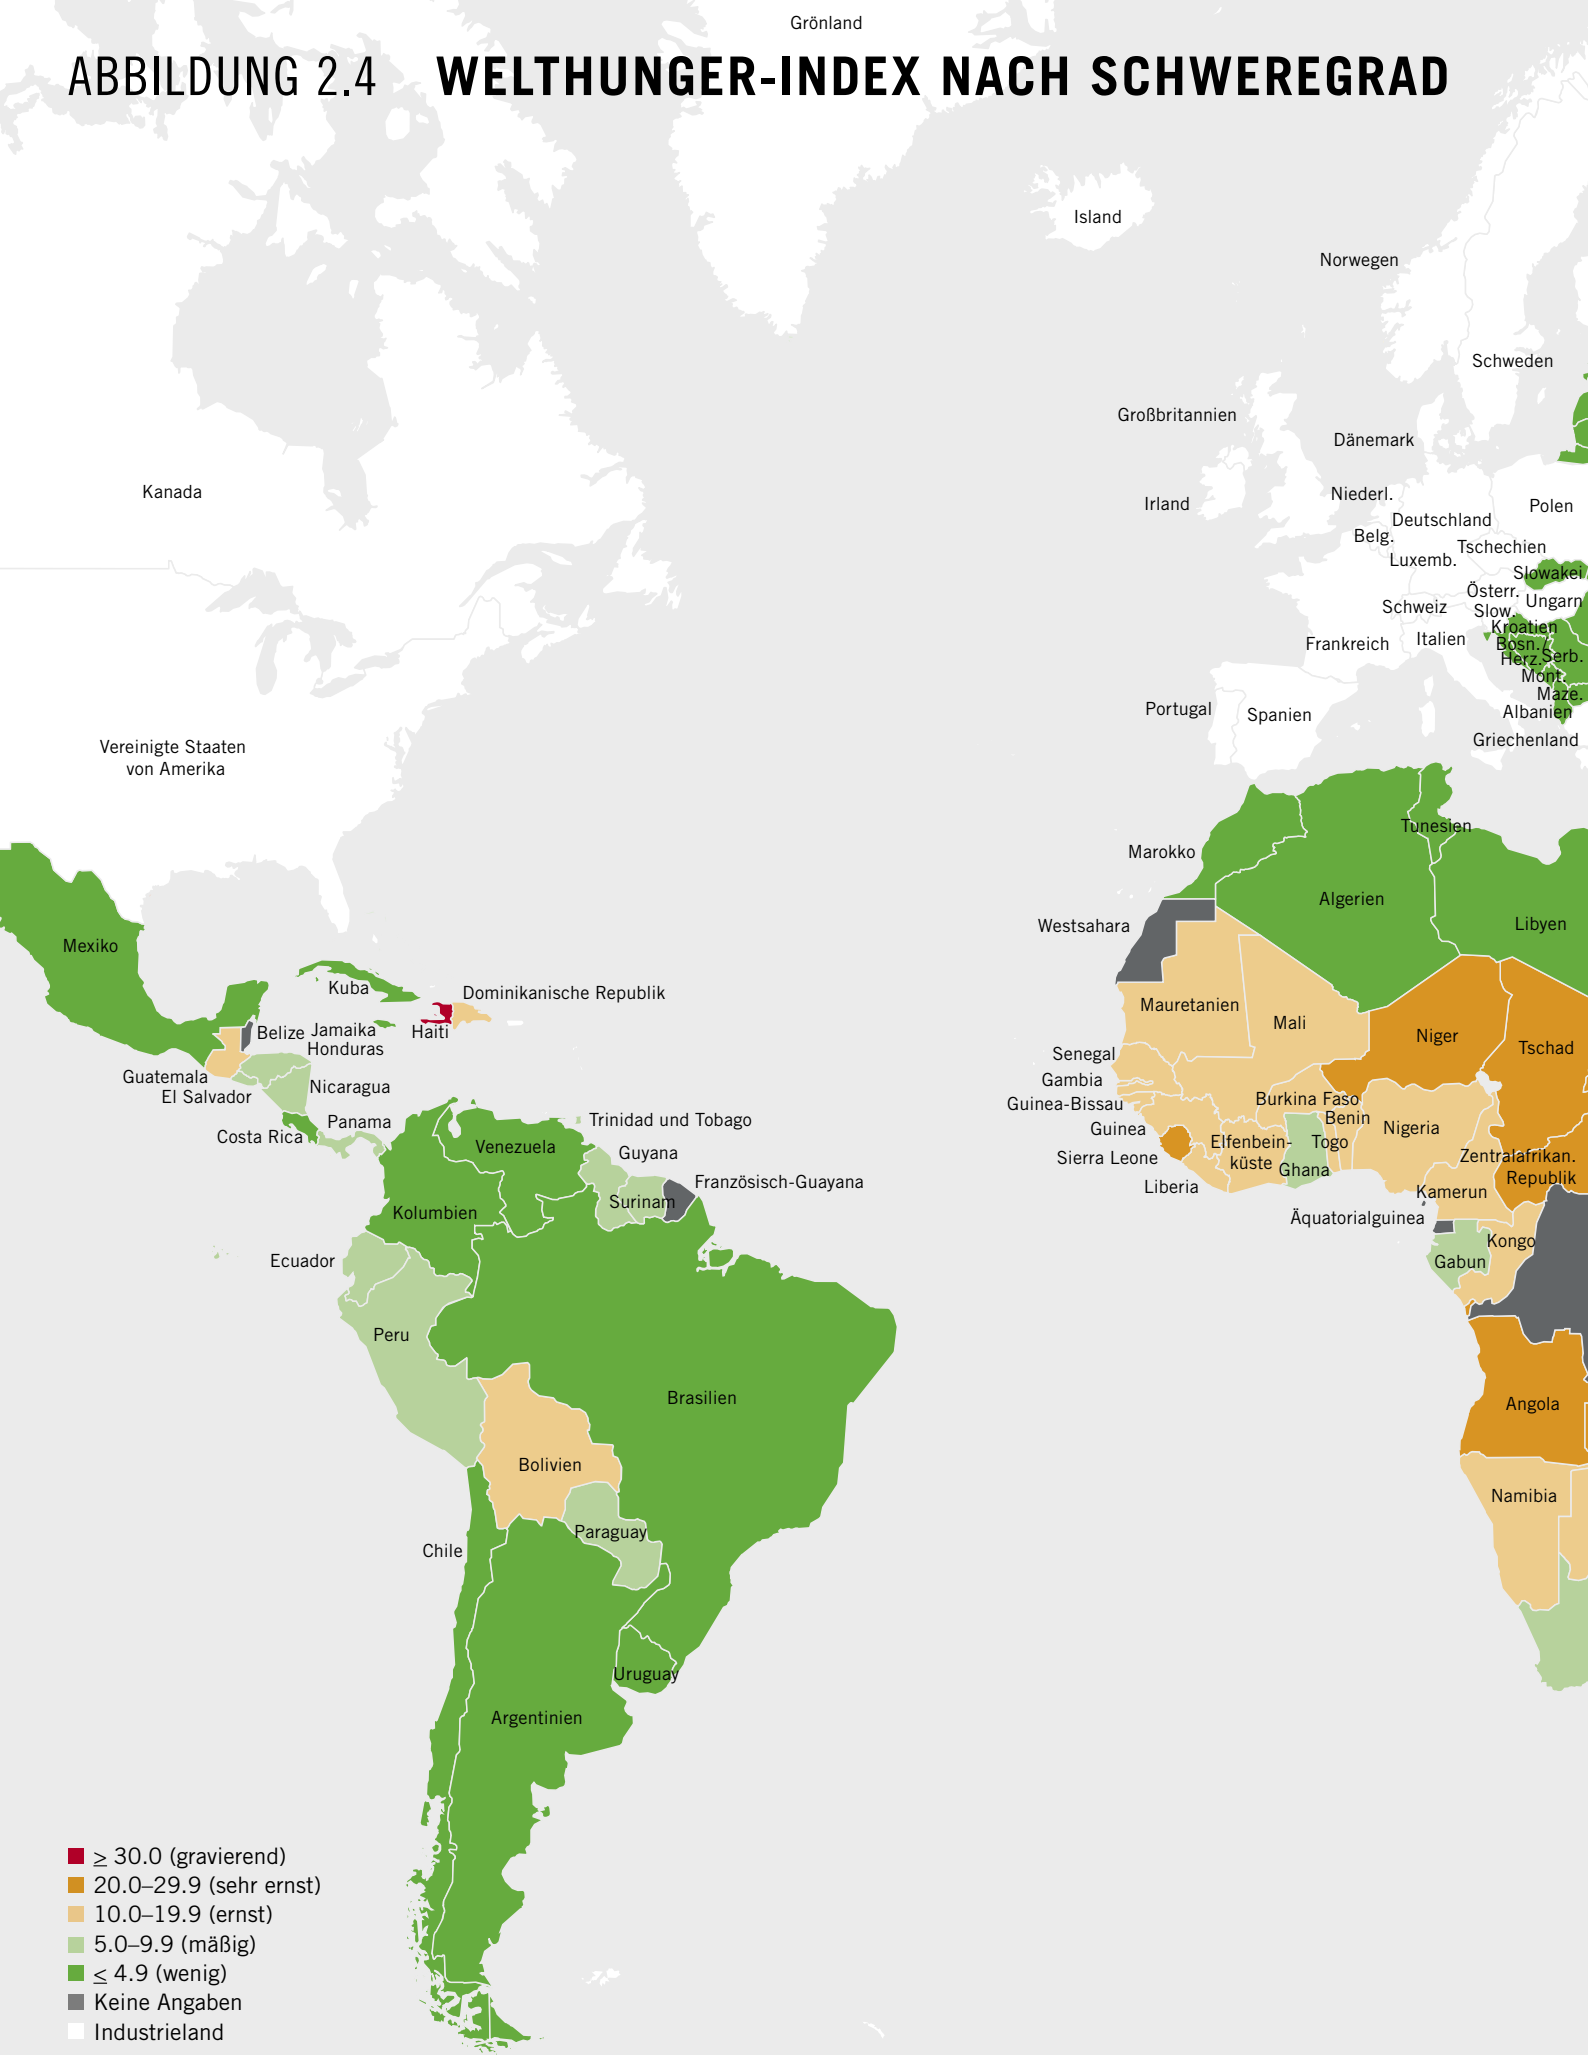 Grönland
ABBILDUNG 2.4 WELTHUNGER-INDEX NACH SCHWEREGRAD
Island
Norwegen
Schweden
Großbritannien
Dänemark
Kanada
Niederl.
Irland
Polen
Deutschland
Belg.
Tschechien
Luxemb.
Slowakei
Österr.
Ungarn
Schweiz
Slow.
Kroatien
Frankreich
Italien
Bosn./
Herz.
Serb.
Mont.
Maze.
Portugal
Spanien
Albanien
Griechenland
Vereinigte Staaten
von Amerika
Tunesien
Marokko
Algerien
Westsahara
Libyen
Mexiko
Kuba
Dominikanische Republik
Mauretanien
Mali
Belize
Jamaika
Haiti
Niger
Honduras
Tschad
Senegal
Guatemala
Gambia
Nicaragua
El Salvador
Burkina Faso
Guinea-Bissau
Benin
Panama
Trinidad und Tobago
Guinea
Nigeria
Costa Rica
Venezuela
Elfenbein-
küste
Togo
Guyana
Sierra Leone
Zentralafrikan.
Republik
Ghana
Französisch-Guayana
Liberia
Surinam
Kamerun
Kolumbien
Äquatorialguinea
Kongo
Ecuador
Gabun
Peru
Brasilien
Angola
Bolivien
Namibia
Paraguay
Chile
Uruguay
Argentinien
≥ 30.0 (gravierend)
20.0–29.9 (sehr ernst)
10.0–19.9 (ernst)
5.0–9.9 (mäßig)
≤ 4.9 (wenig)
Keine Angaben
Industrieland